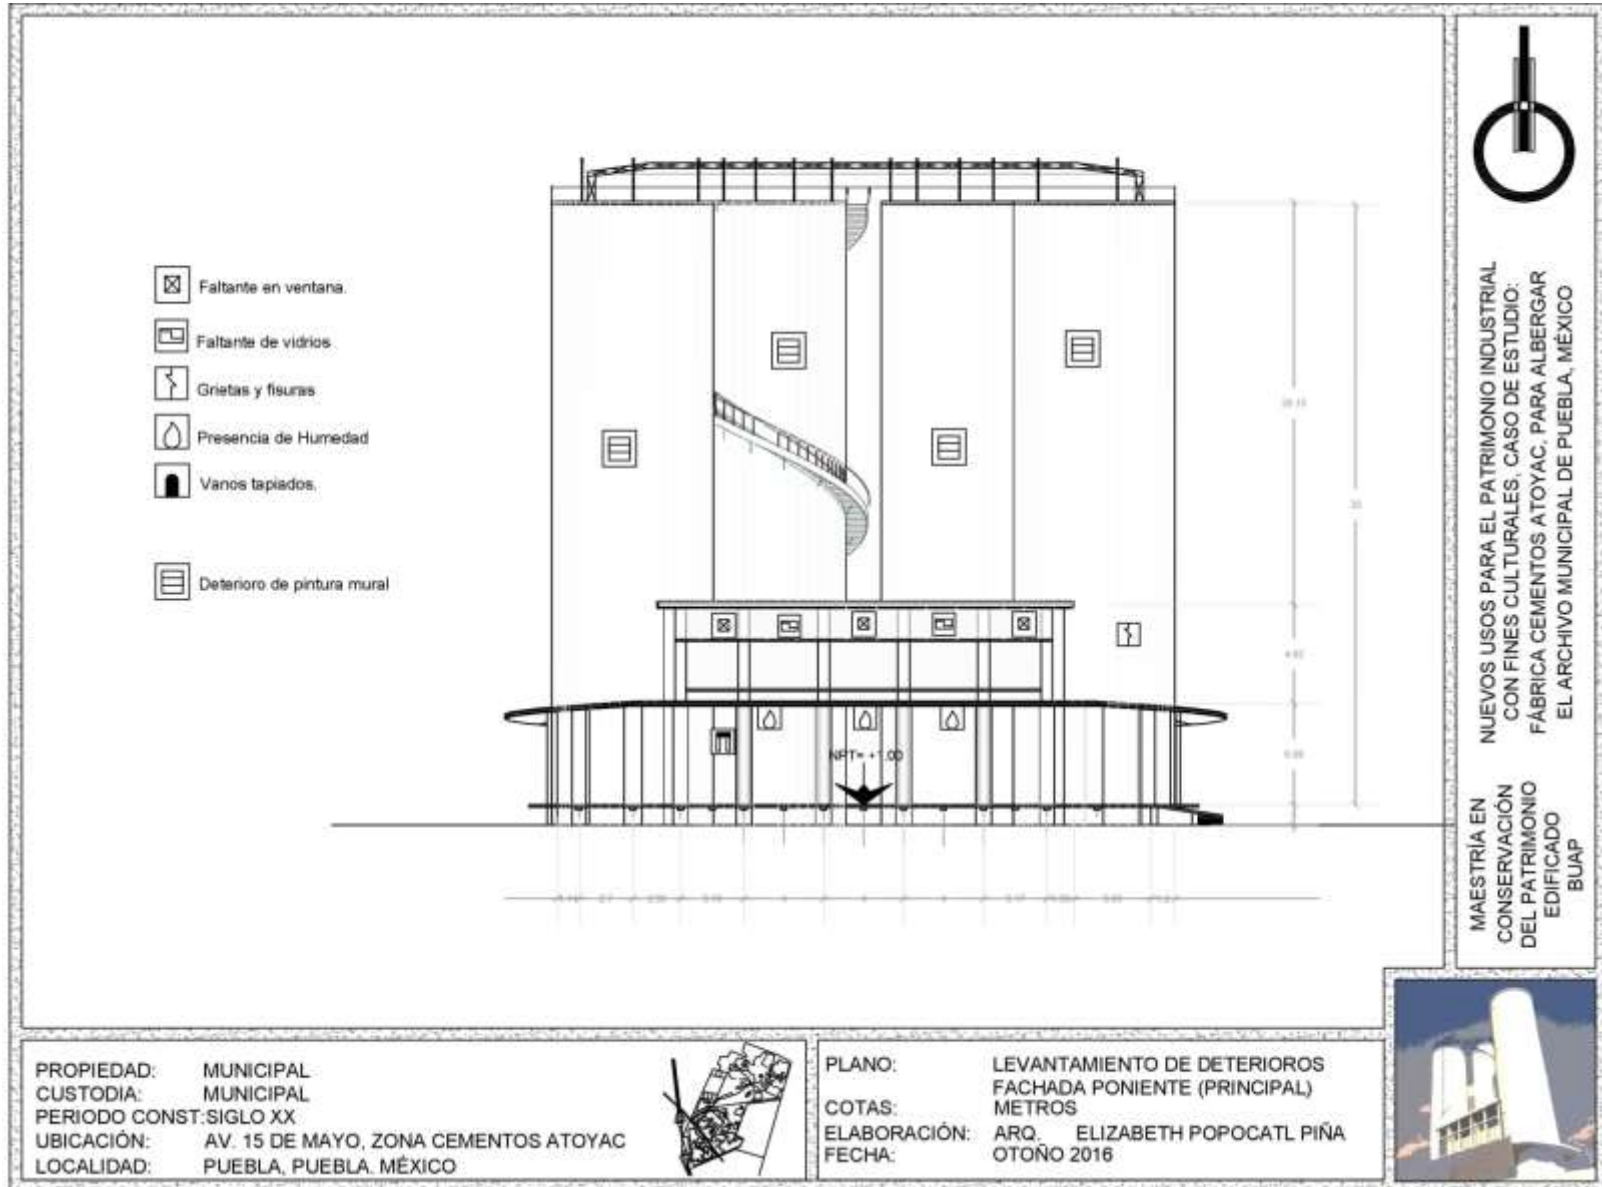 Faltante en ventana.
Faltante de vidrios
Grietas y fisuras
Presencia de Humedad
Vanos tapiados.
Deterioro de pintura mural
NPT= +1.00
35
NUEVOS USOS PARA EL PATRIMONIO INDUSTRIAL
CON FINES CULTURALES, CASO DE ESTUDIO:
FÁBRICA CEMENTOS ATOYAC, PARA ALBERGAR
EL ARCHIVO MUNICIPAL DE PUEBLA, MÉXICO
MAESTRÍA EN
CONSERVACIÓN
DEL PATRIMONIO
EDIFICADO
BUAP
PROPIEDAD: MUNICIPAL
CUSTODIA: MUNICIPAL
PERIODO CONST: SIGLO XX
UBICACIÓN: AV. 15 DE MAYO, ZONA CEMENTOS ATOYAC
LOCALIDAD: PUEBLA, PUEBLA. MÉXICO
PLANO: LEVANTAMIENTO DE DETERIOROS
FACHADA PONIENTE (PRINCIPAL)
COTAS: METROS
ELABORACIÓN: ARQ. ELIZABETH POPOCATL PIÑA
FECHA: OTOÑO 2016